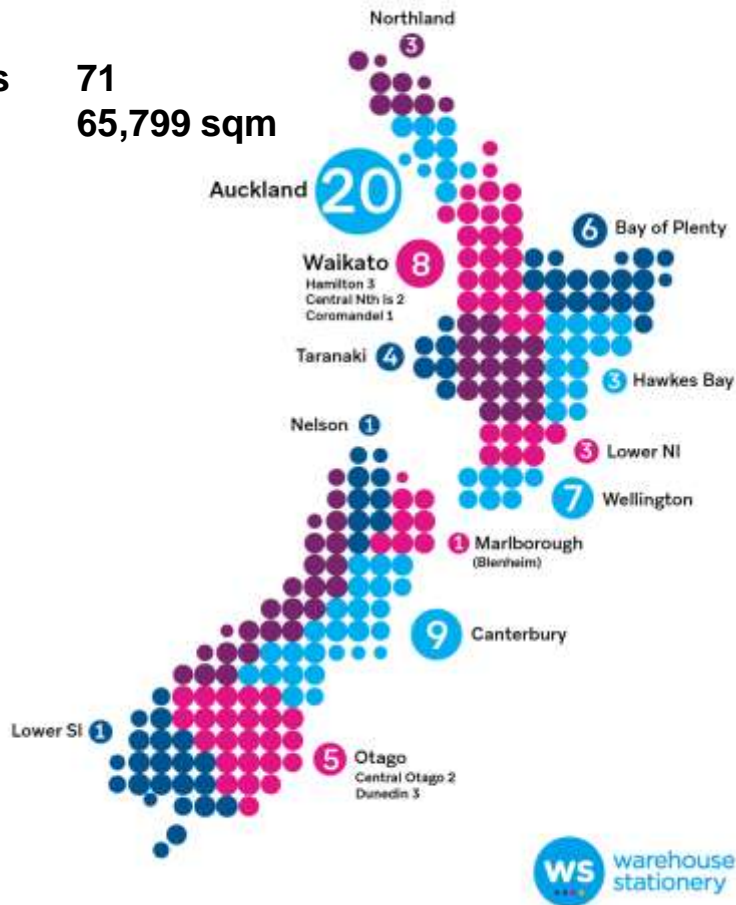 Northland
3
s 71
65,799 sqm
Auckland 20
6 Bay of Plenty
Waikato 8
Hamilton 3
Central Nth Is 2
Coromandel 1
Taranaki 4
3 Hawkes Bay
Nelson 1
3 Lower NI
7 Wellington
1 Marlborough
(Blenheim)
9 Canterbury
Lower SI 1
5 Otago
Central Otago 2
Dunedin 3
ws warehouse
stationery